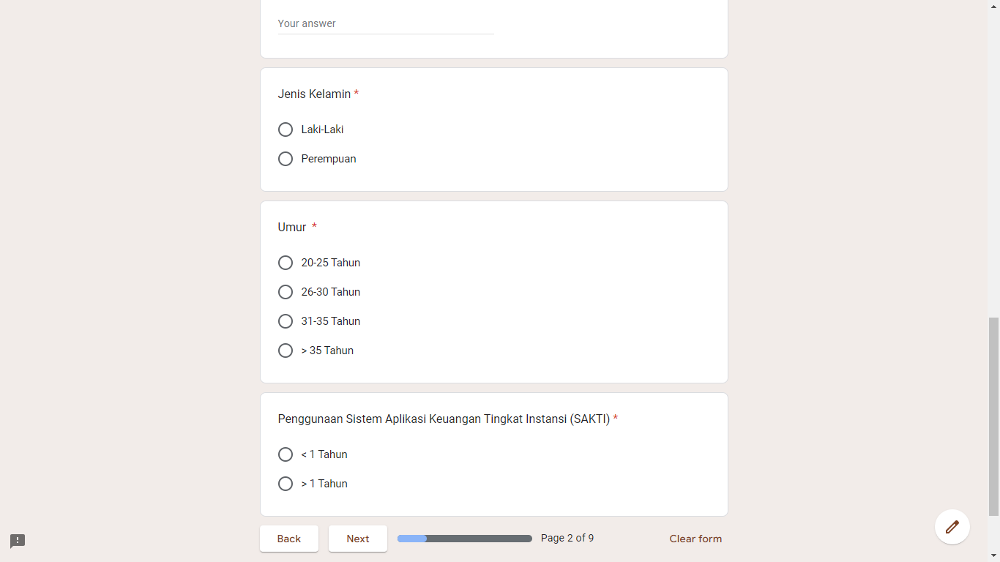 Your answer
Jenis Kelamin *
Laki-Laki
Perempuan
Umur *
20-25 Tahun
26-30 Tahun
31-35 Tahun
> 35 Tahun
Penggunaan Sistem Aplikasi Keuangan Tingkat Instansi (SAKTI) *
< 1 Tahun
> 1 Tahun
Back Next Page 2 of 9 Clear form